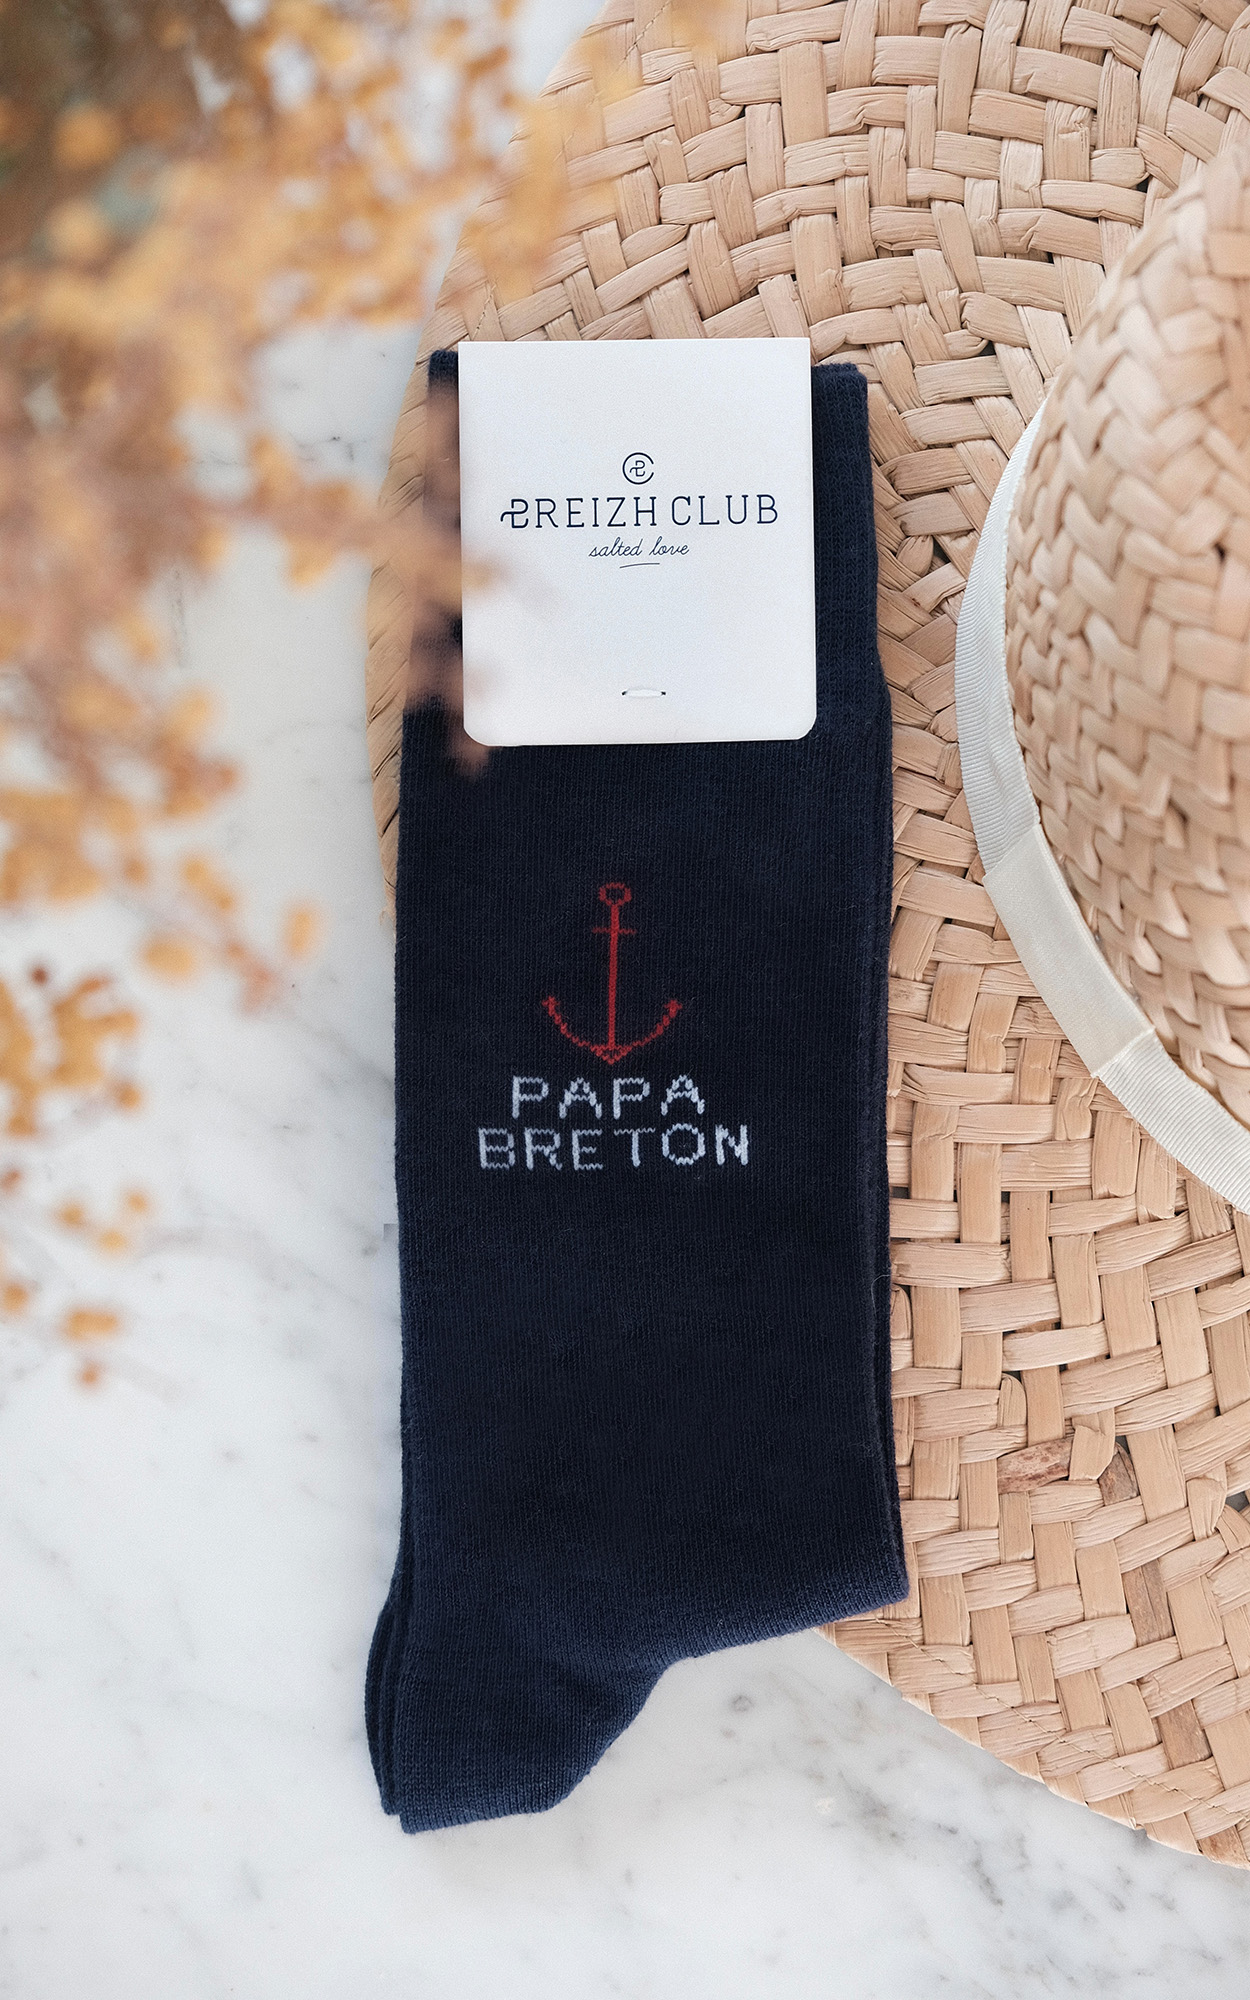 BREIZH CLUB
salted love
PAPA
BRETON